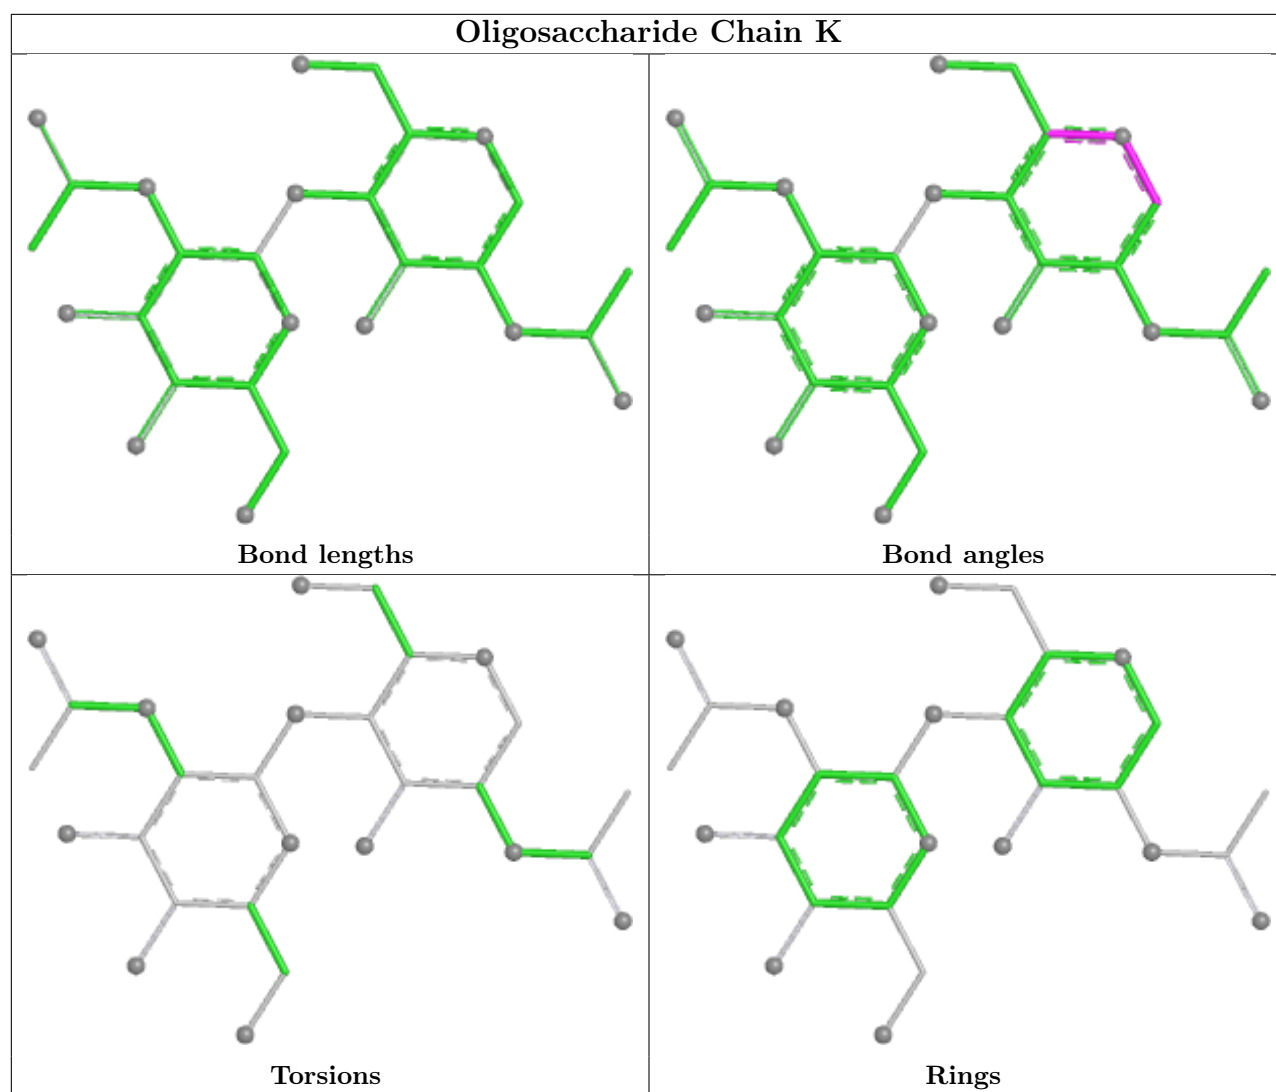 Oligosaccharide Chain K
Bond lengths
Bond angles
Torsions
Rings